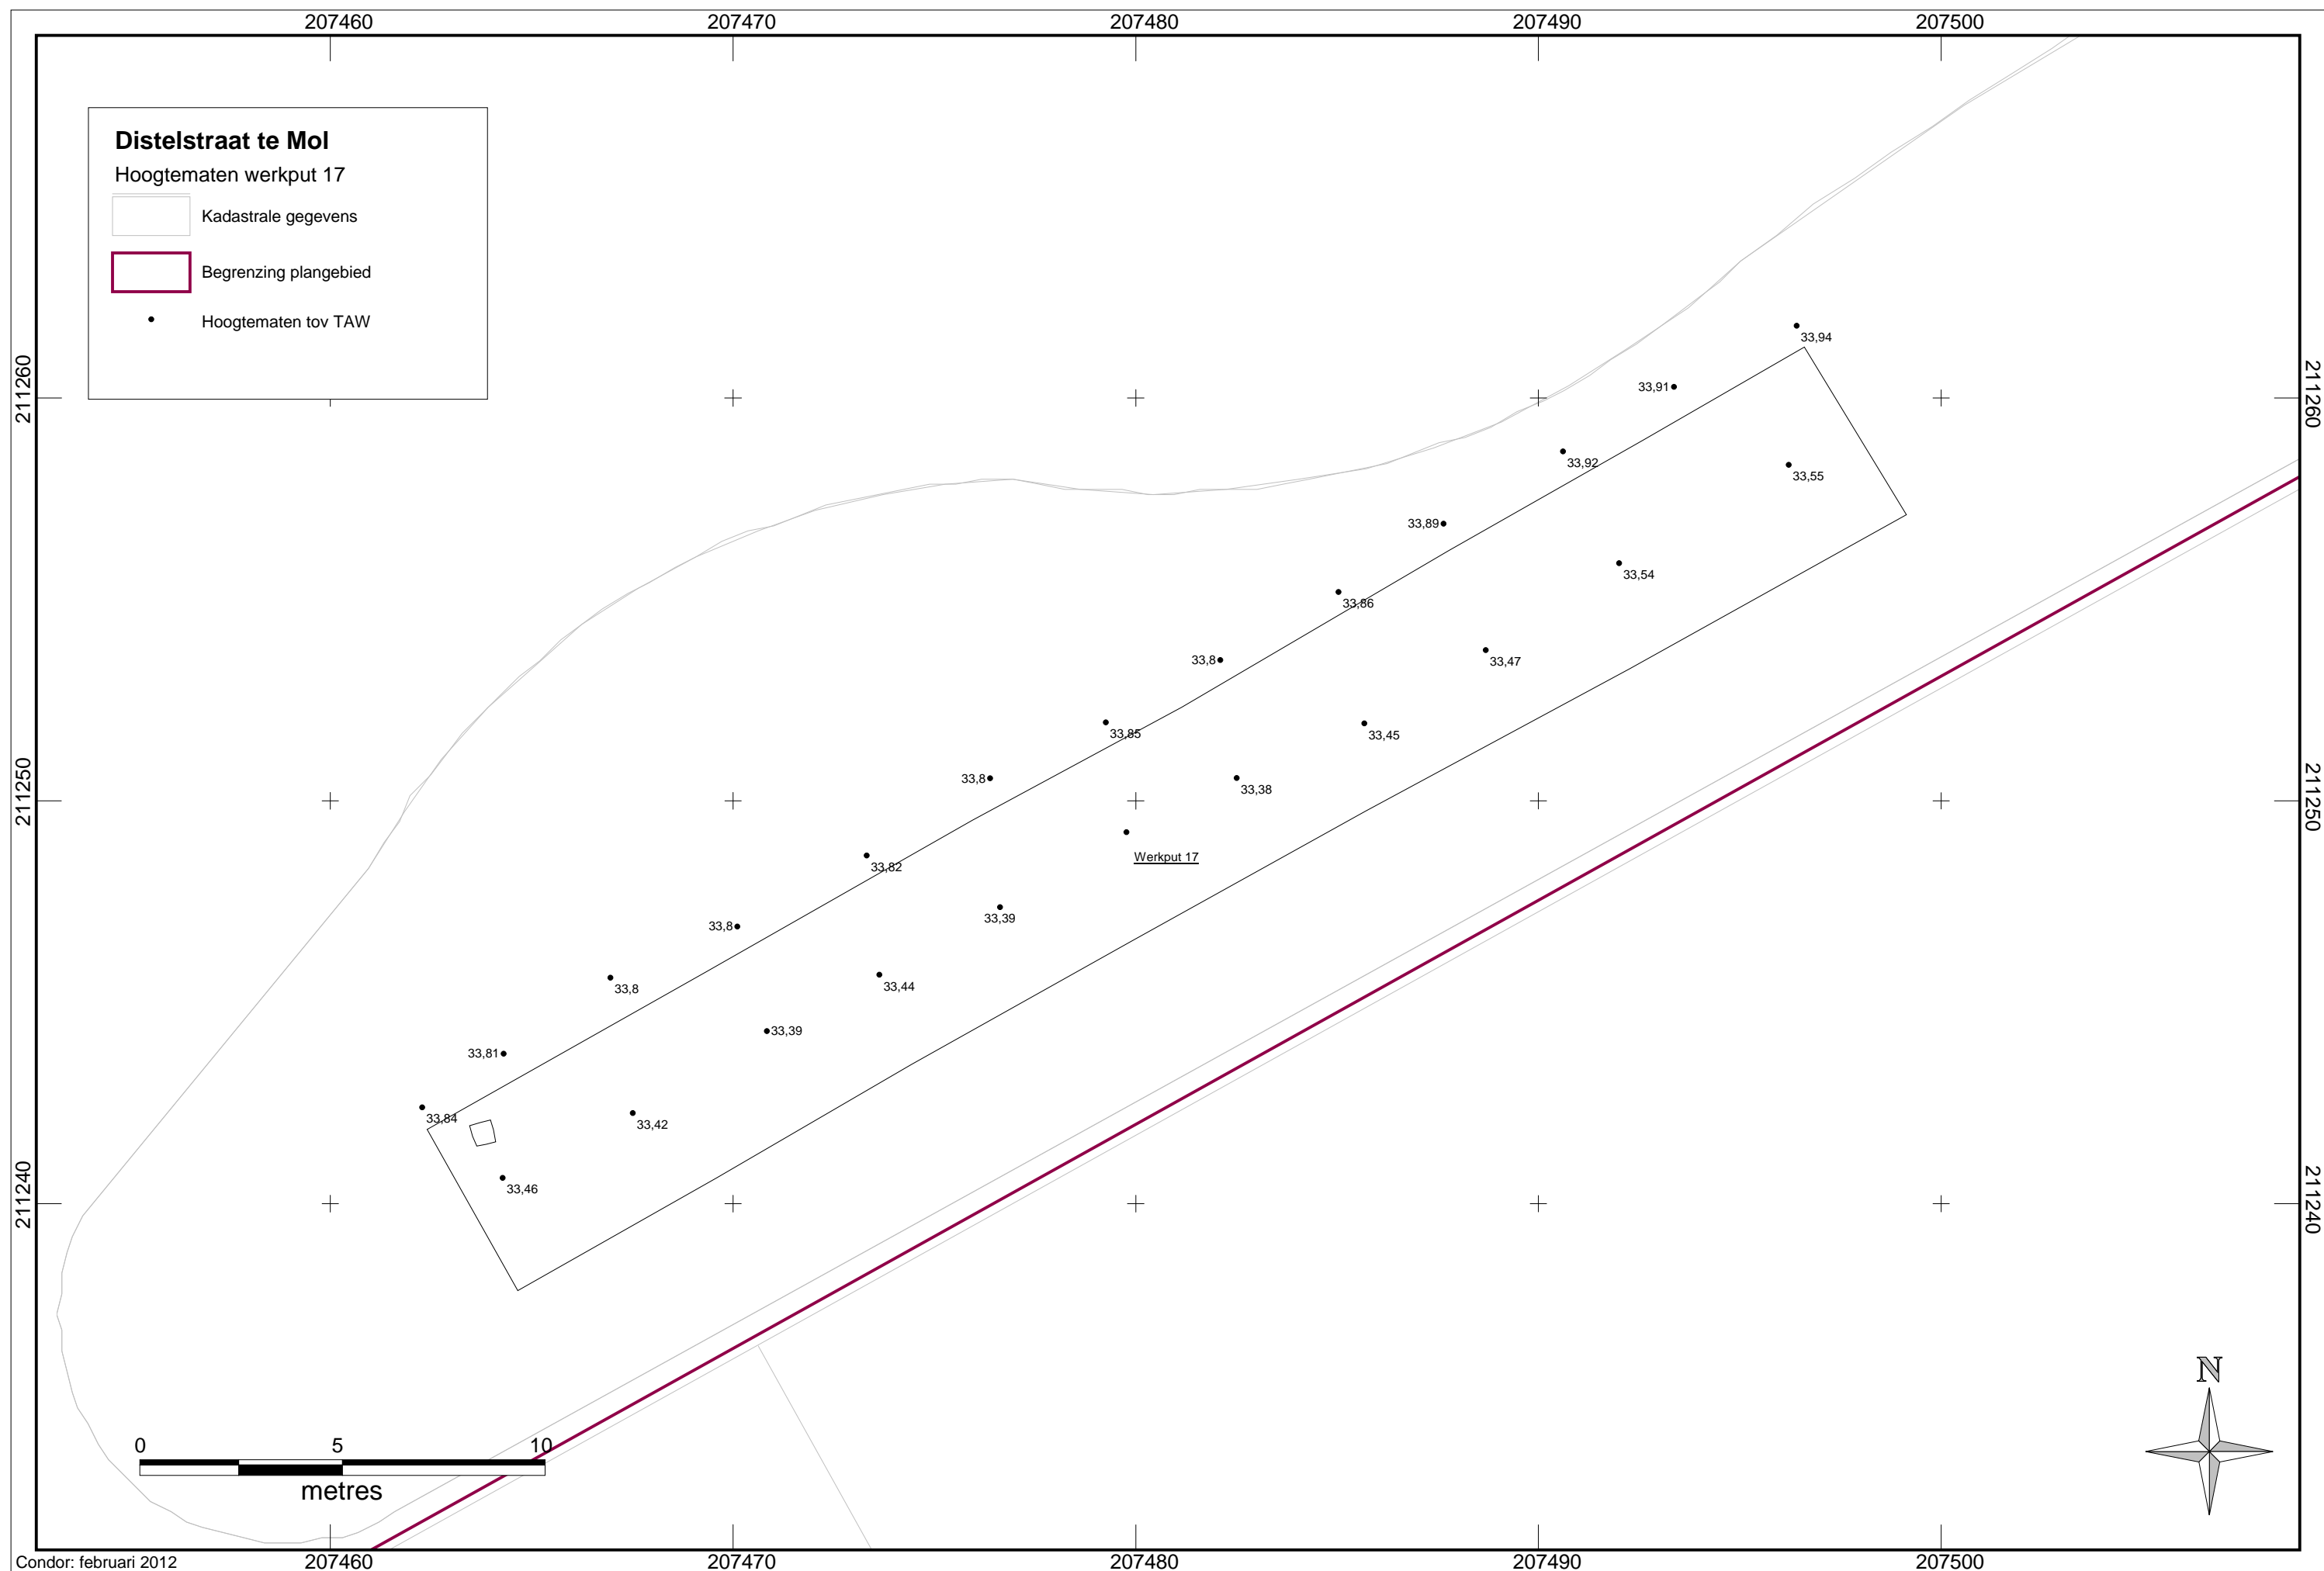 207460 207470 207480 207490 207500
Distelstraat te Mol
Hoogtematen werkput 17
Kadastrale gegevens
Begrenzing plangebied
Hoogtematen tov TAW
211260
211260
33,94
33,91
33,92
33,55
33,89
33,54
33,86
33,8
33,47
33,85
33,45
33,8
33,38
211250
211250
Werkput 17
33,82
33,39
33,8
33,44
33,8
33,39
33,81
33,84
33,42
33,46
211240
211240
N
0 5 10
metres
Condor: februari 2012
207460 207470 207480 207490 207500